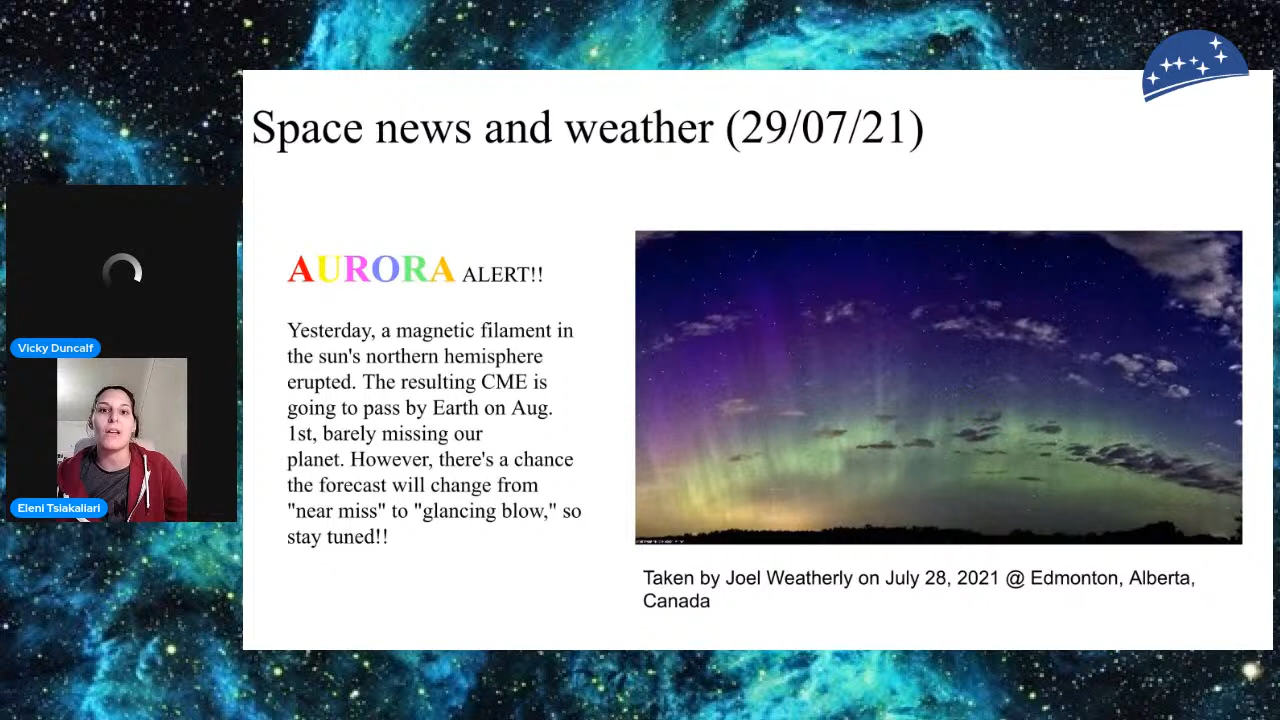 Space news and weather (29/07/21)
AURORA ALERT!!
Yesterday, a magnetic filament in
the sun's northern hemisphere
erupted. The resulting CME is
going to pass by Earth on Aug.
1st, barely missing our
planet. However, there's a chance
the forecast will change from
"near miss" to "glancing blow," so
stay tuned!!
Taken by Joel Weatherly on July 28, 2021 @ Edmonton, Alberta,
Canada
Vicky Duncalf
Eleni Tsiakaliari